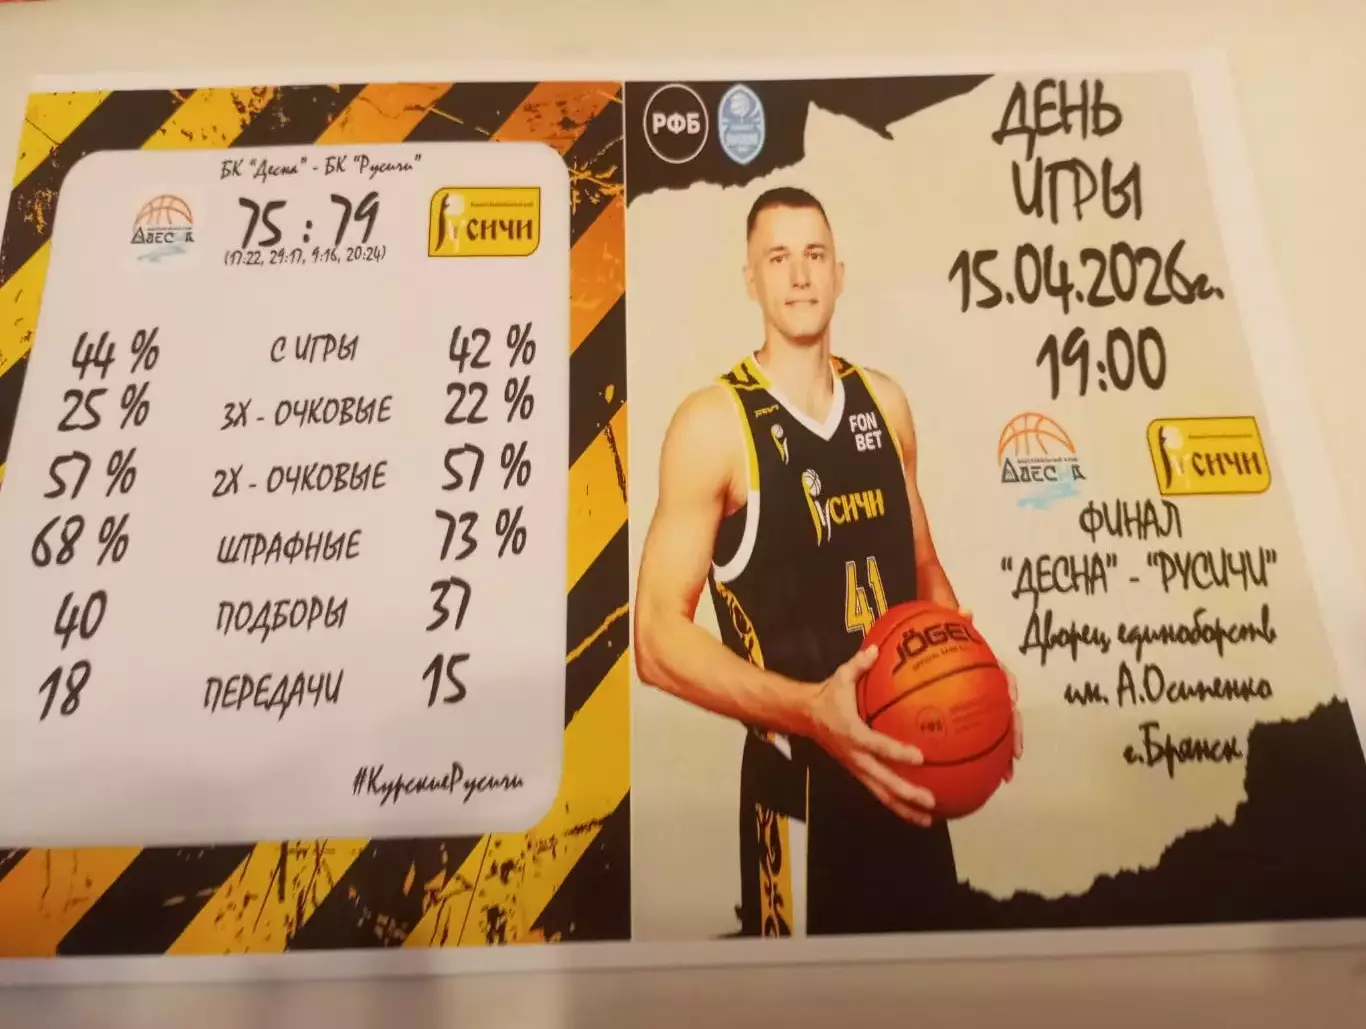 БК "Десна" - БК "Русичи"
ДЕСНА
75 : 79
РУСИЧИ
(17:22, 29:17, 9:16, 20:24)
44 % С ИГРЫ 42 %
25 % 3Х - ОЧКОВЫЕ 22 %
57 % 2Х - ОЧКОВЫЕ 57 %
68 % ШТРАФНЫЕ 73 %
40 ПОДБОРЫ 37
18 ПЕРЕДАЧИ 15
#КурскиеРусичи
РФБ
ДЕНЬ
ИГРЫ
15.04.2026г.
19:00
ДЕСНА
РУСИЧИ
ФИНАЛ
"ДЕСНА" - "РУСИЧИ"
Дворец единоборств
им. А.Осипенко
г.Брянск
FON
BET
РУСИЧИ
41
JÖGEL
РФБ